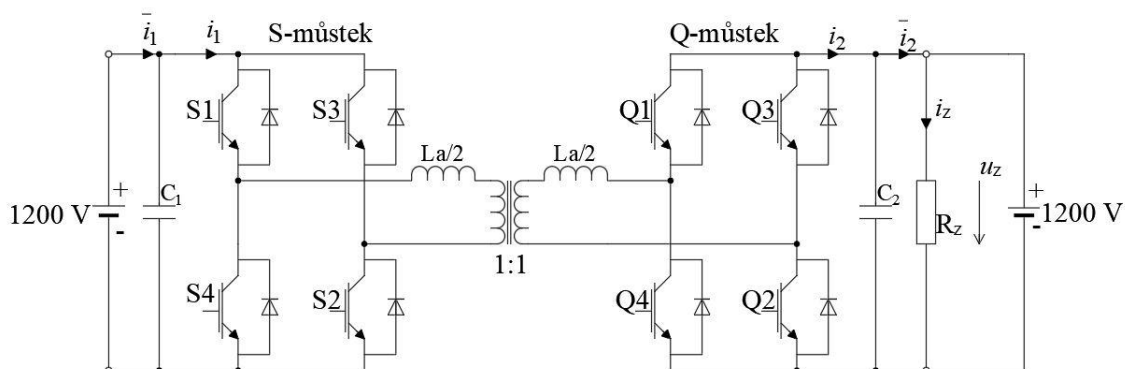 i̅1 i1 S-můstek Q-můstek i2 i̅2
S1 S3 Q1 Q3 iz
La/2 La/2
1200 V + - C1 C2 Rz uz + - 1200 V
1:1
S4 S2 Q4 Q2